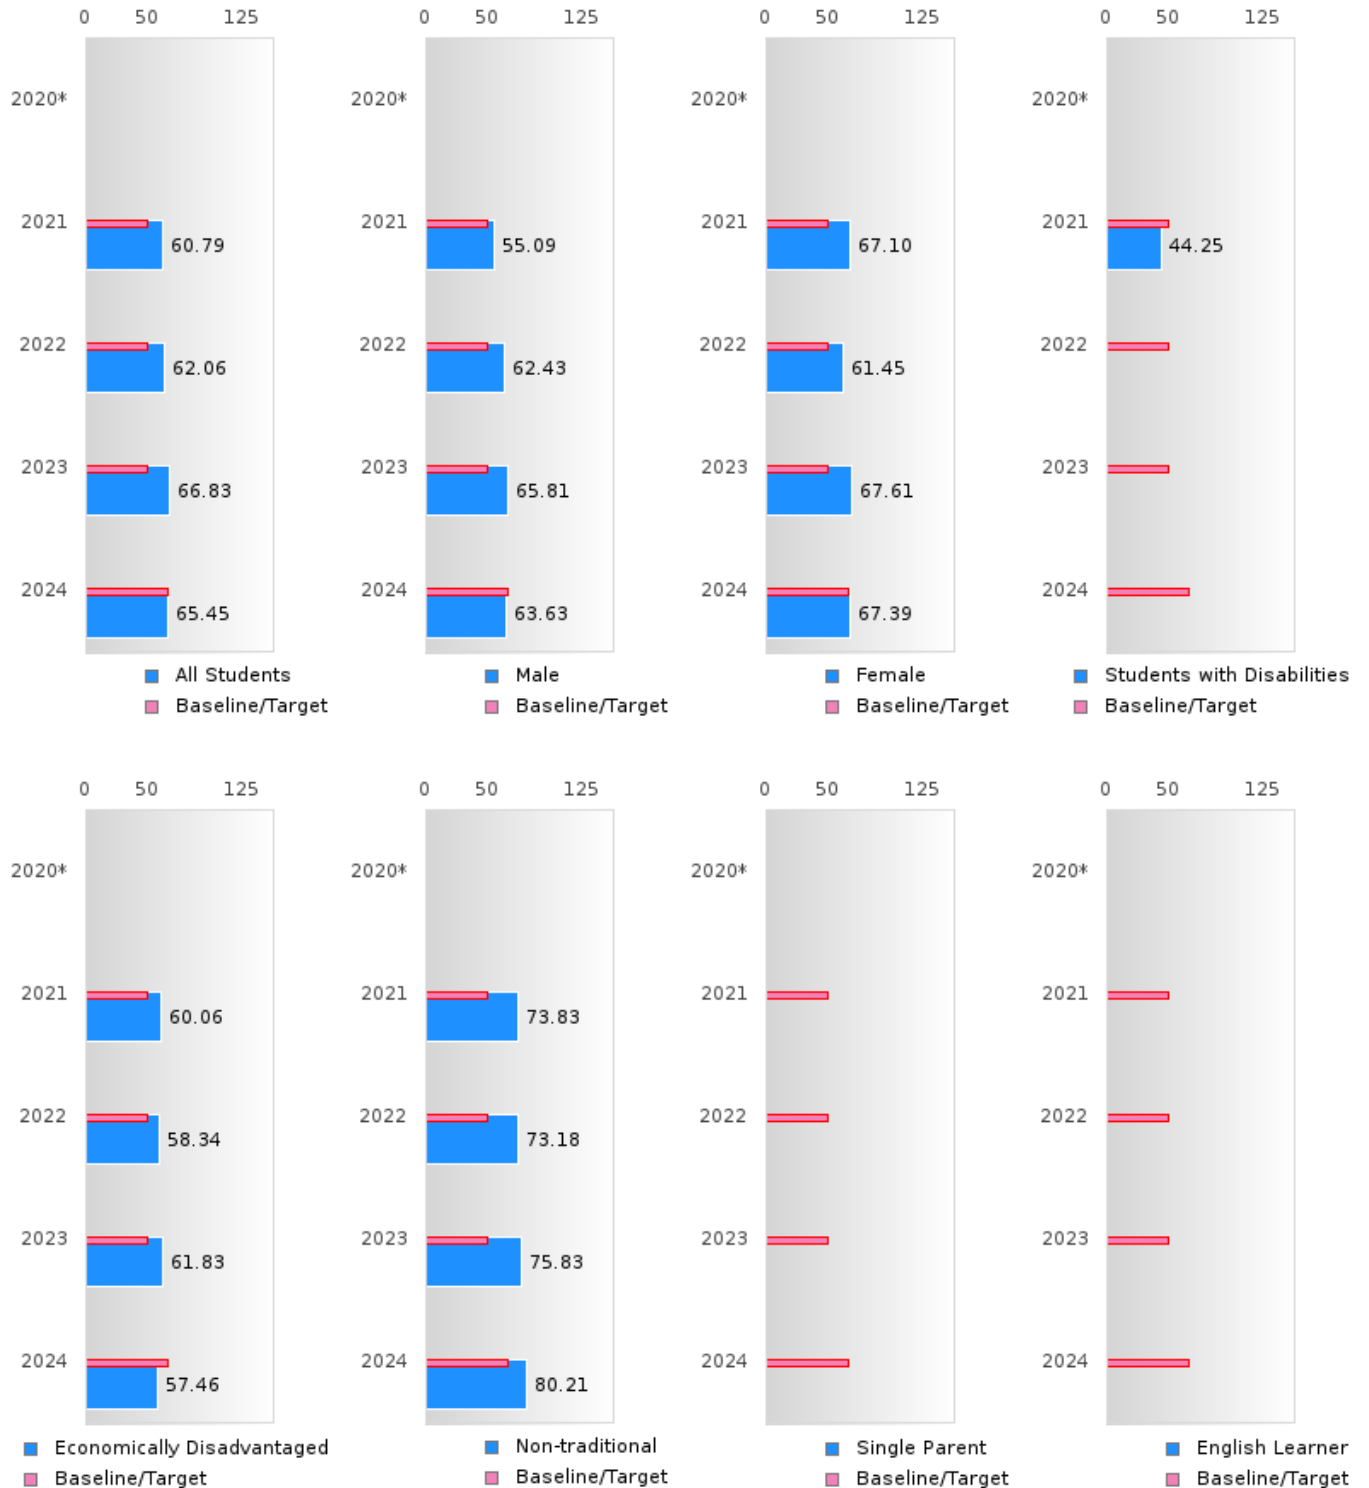 0 50 125 0 50 125 0 50 125 0 50 125
2020* 2020* 2020* 2020*
2021 2021 2021 2021
60.79 55.09 67.10 44.25
2022 2022 2022 2022
62.06 62.43 61.45
2023 2023 2023 2023
66.83 65.81 67.61
2024 2024 2024 2024
65.45 63.63 67.39
All Students Male Female Students with Disabilities
Baseline/Target Baseline/Target Baseline/Target Baseline/Target
0 50 125 0 50 125 0 50 125 0 50 125
2020* 2020* 2020* 2020*
2021 2021 2021 2021
60.06 73.83
2022 2022 2022 2022
58.34 73.18
2023 2023 2023 2023
61.83 75.83
2024 2024 2024 2024
57.46 80.21
Economically Disadvantaged Non-traditional Single Parent English Learner
Baseline/Target Baseline/Target Baseline/Target Baseline/Target